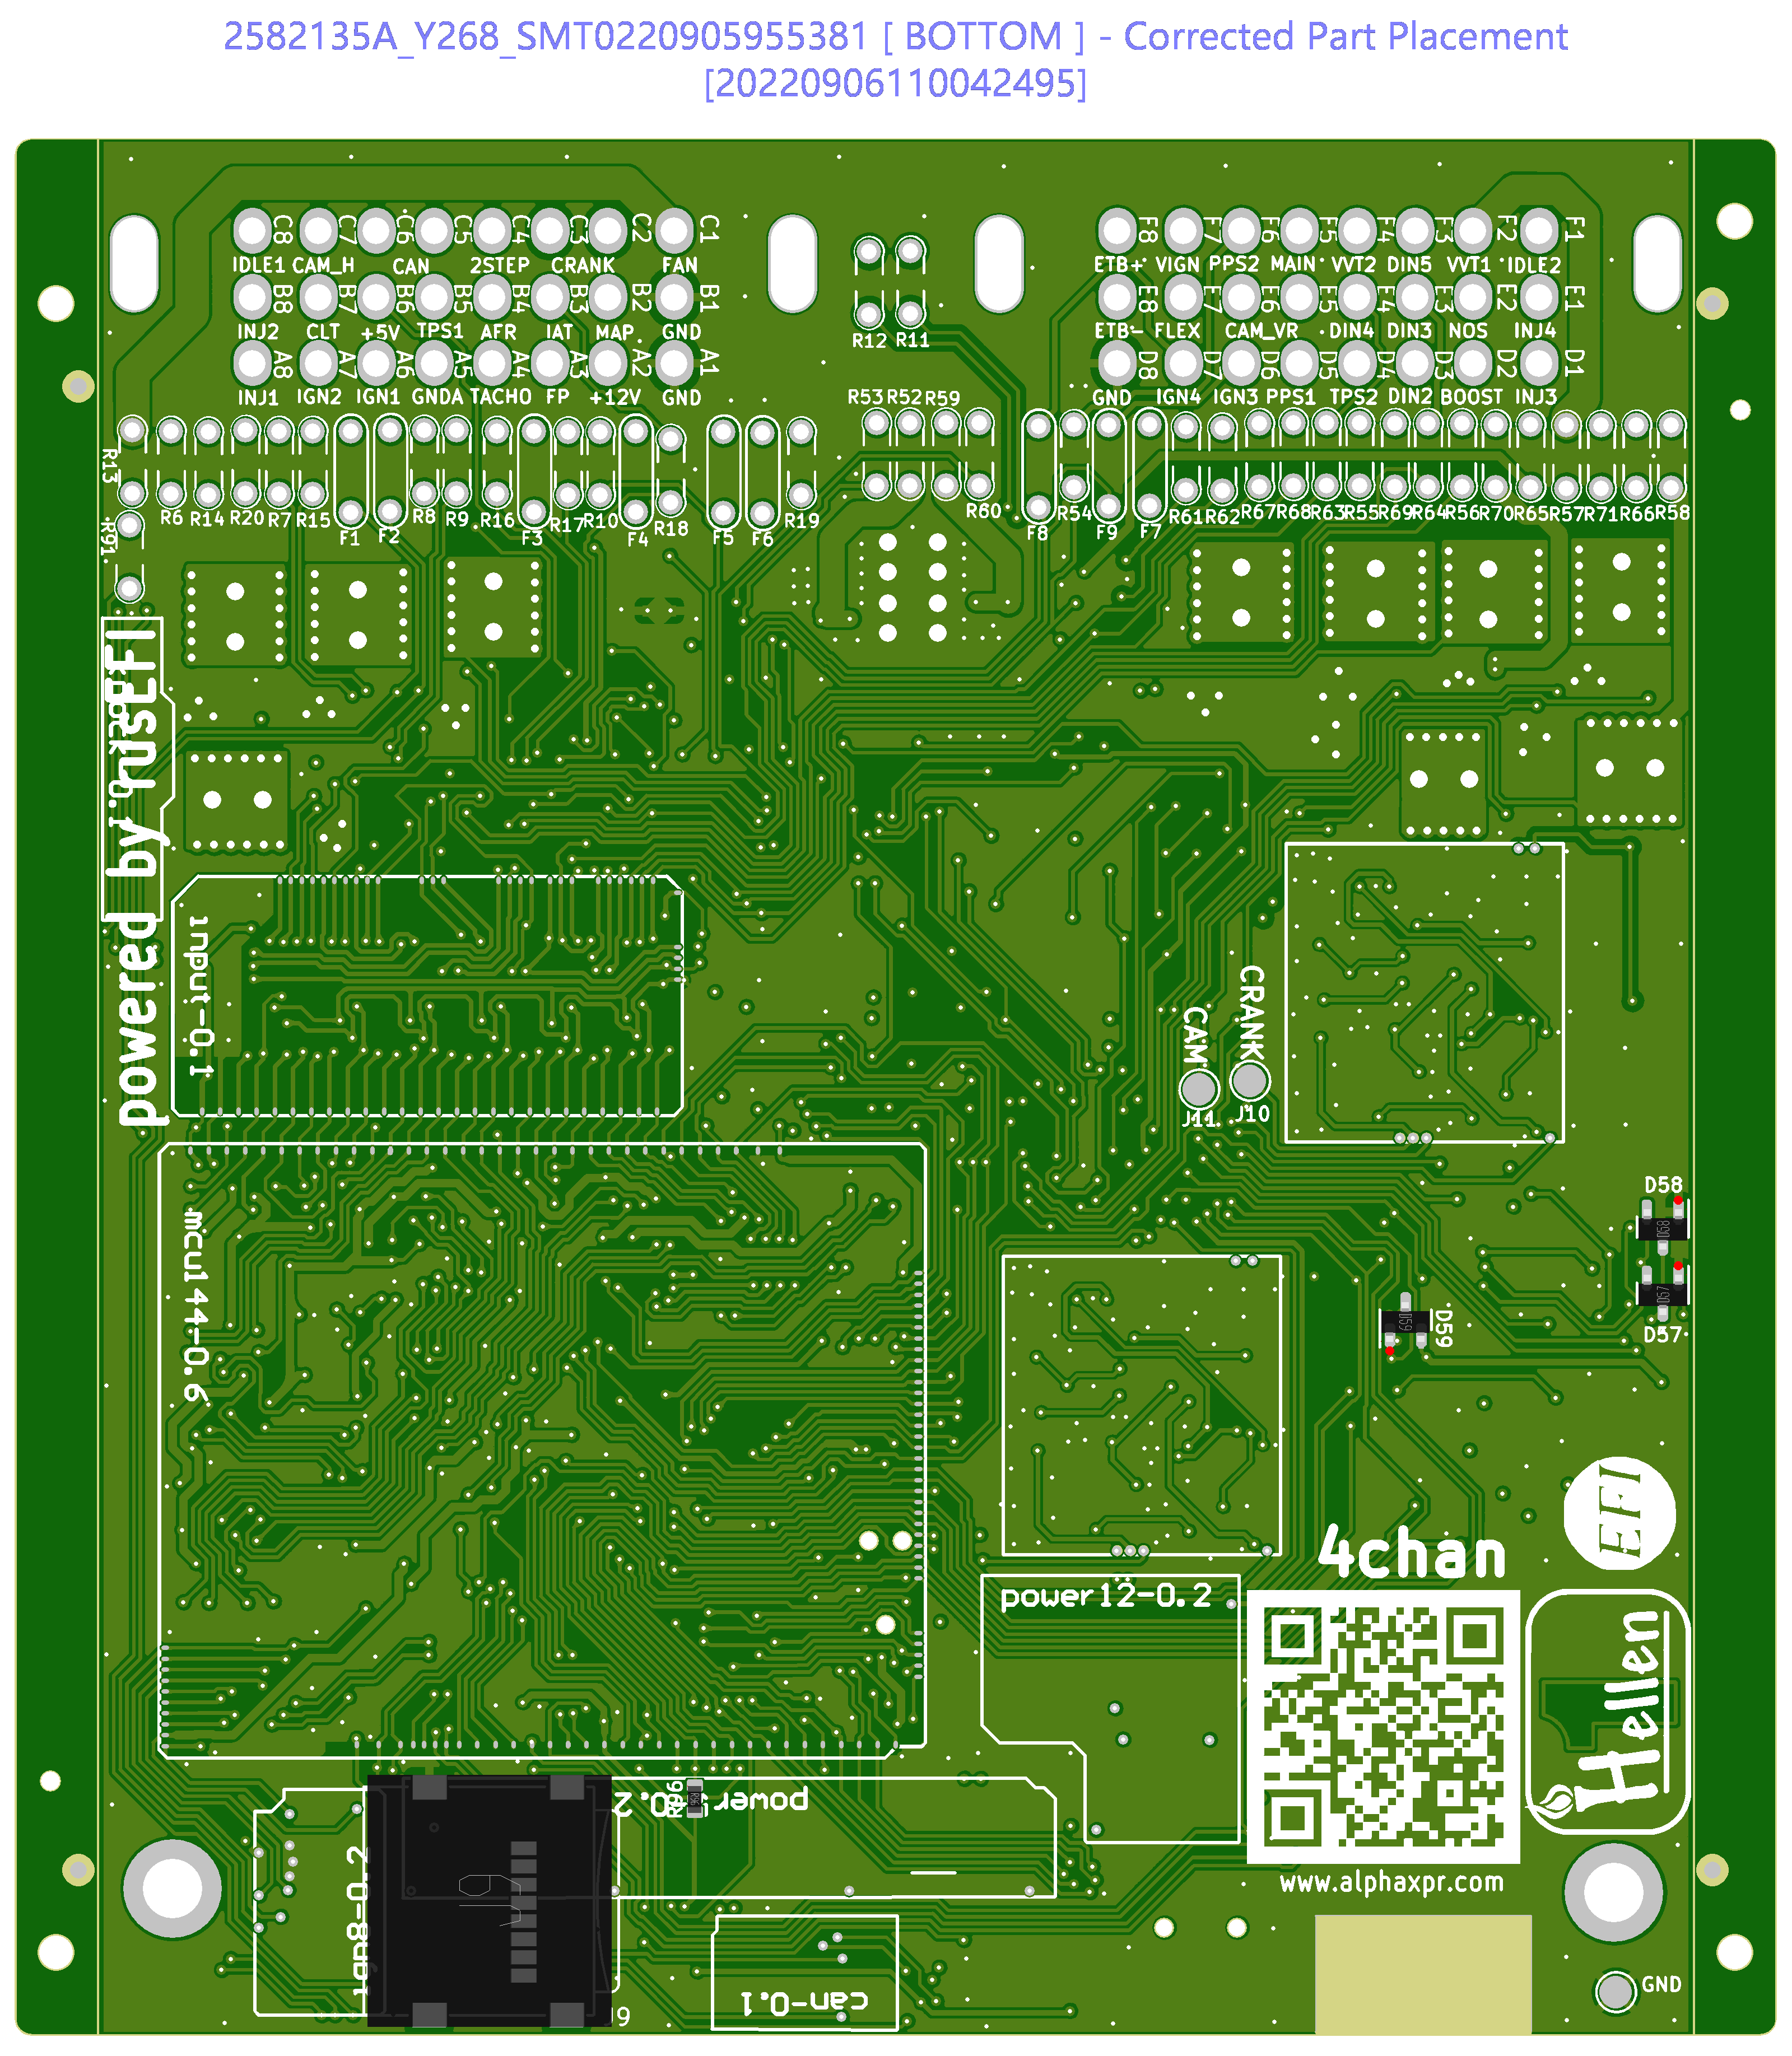 2582135A_Y268_SMT0220905955381 [ BOTTOM ] - Corrected Part Placement
[20220906110042495]
C8 C7 C6 C5 C4 C3 C2 C1 F8 F7 F6 F5 F4 F3 F2 F1
IDLE1 CAM_H CAN 2STEP CRANK FAN ETB+ VIGN PPS2 MAIN VVT2 DIN5 VVT1 IDLE2
B8 B7 B6 B5 B4 B3 B2 B1 E8 E7 E6 E5 E4 E3 E2 E1
INJ2 CLT +5V TPS1 AFR IAT MAP GND ETB- FLEX CAM_VR DIN4 DIN3 NOS INJ4
R12 R11
A8 A7 A6 A5 A4 A3 A2 A1 D8 D7 D6 D5 D4 D3 D2 D1
INJ1 IGN2 IGN1 GNDA TACHO FP +12V GND GND IGN4 IGN3 PPS1 TPS2 DIN2 BOOST INJ3
R53 R52 R59
R13
R6 R14 R20 R7 R15 F1 F2 R8 R9 R16 F3 R17 R10 F4 R18 F5 F6 R19
R60 F8 R54 F9 F7 R61 R62 R67 R68 R63 R55 R69 R64 R56 R70 R65 R57 R71 R66 R58
R91
powered by rusEFI
input-0.1
CRANK
CAM
J11 J10
mcu144-0.6
D58
D58
D57
D57
D59
D59
4chan
power12-0.2
Hellen
1
R96
ign8-0.2
can-0.1
J9
www.alphaxpr.com
GND